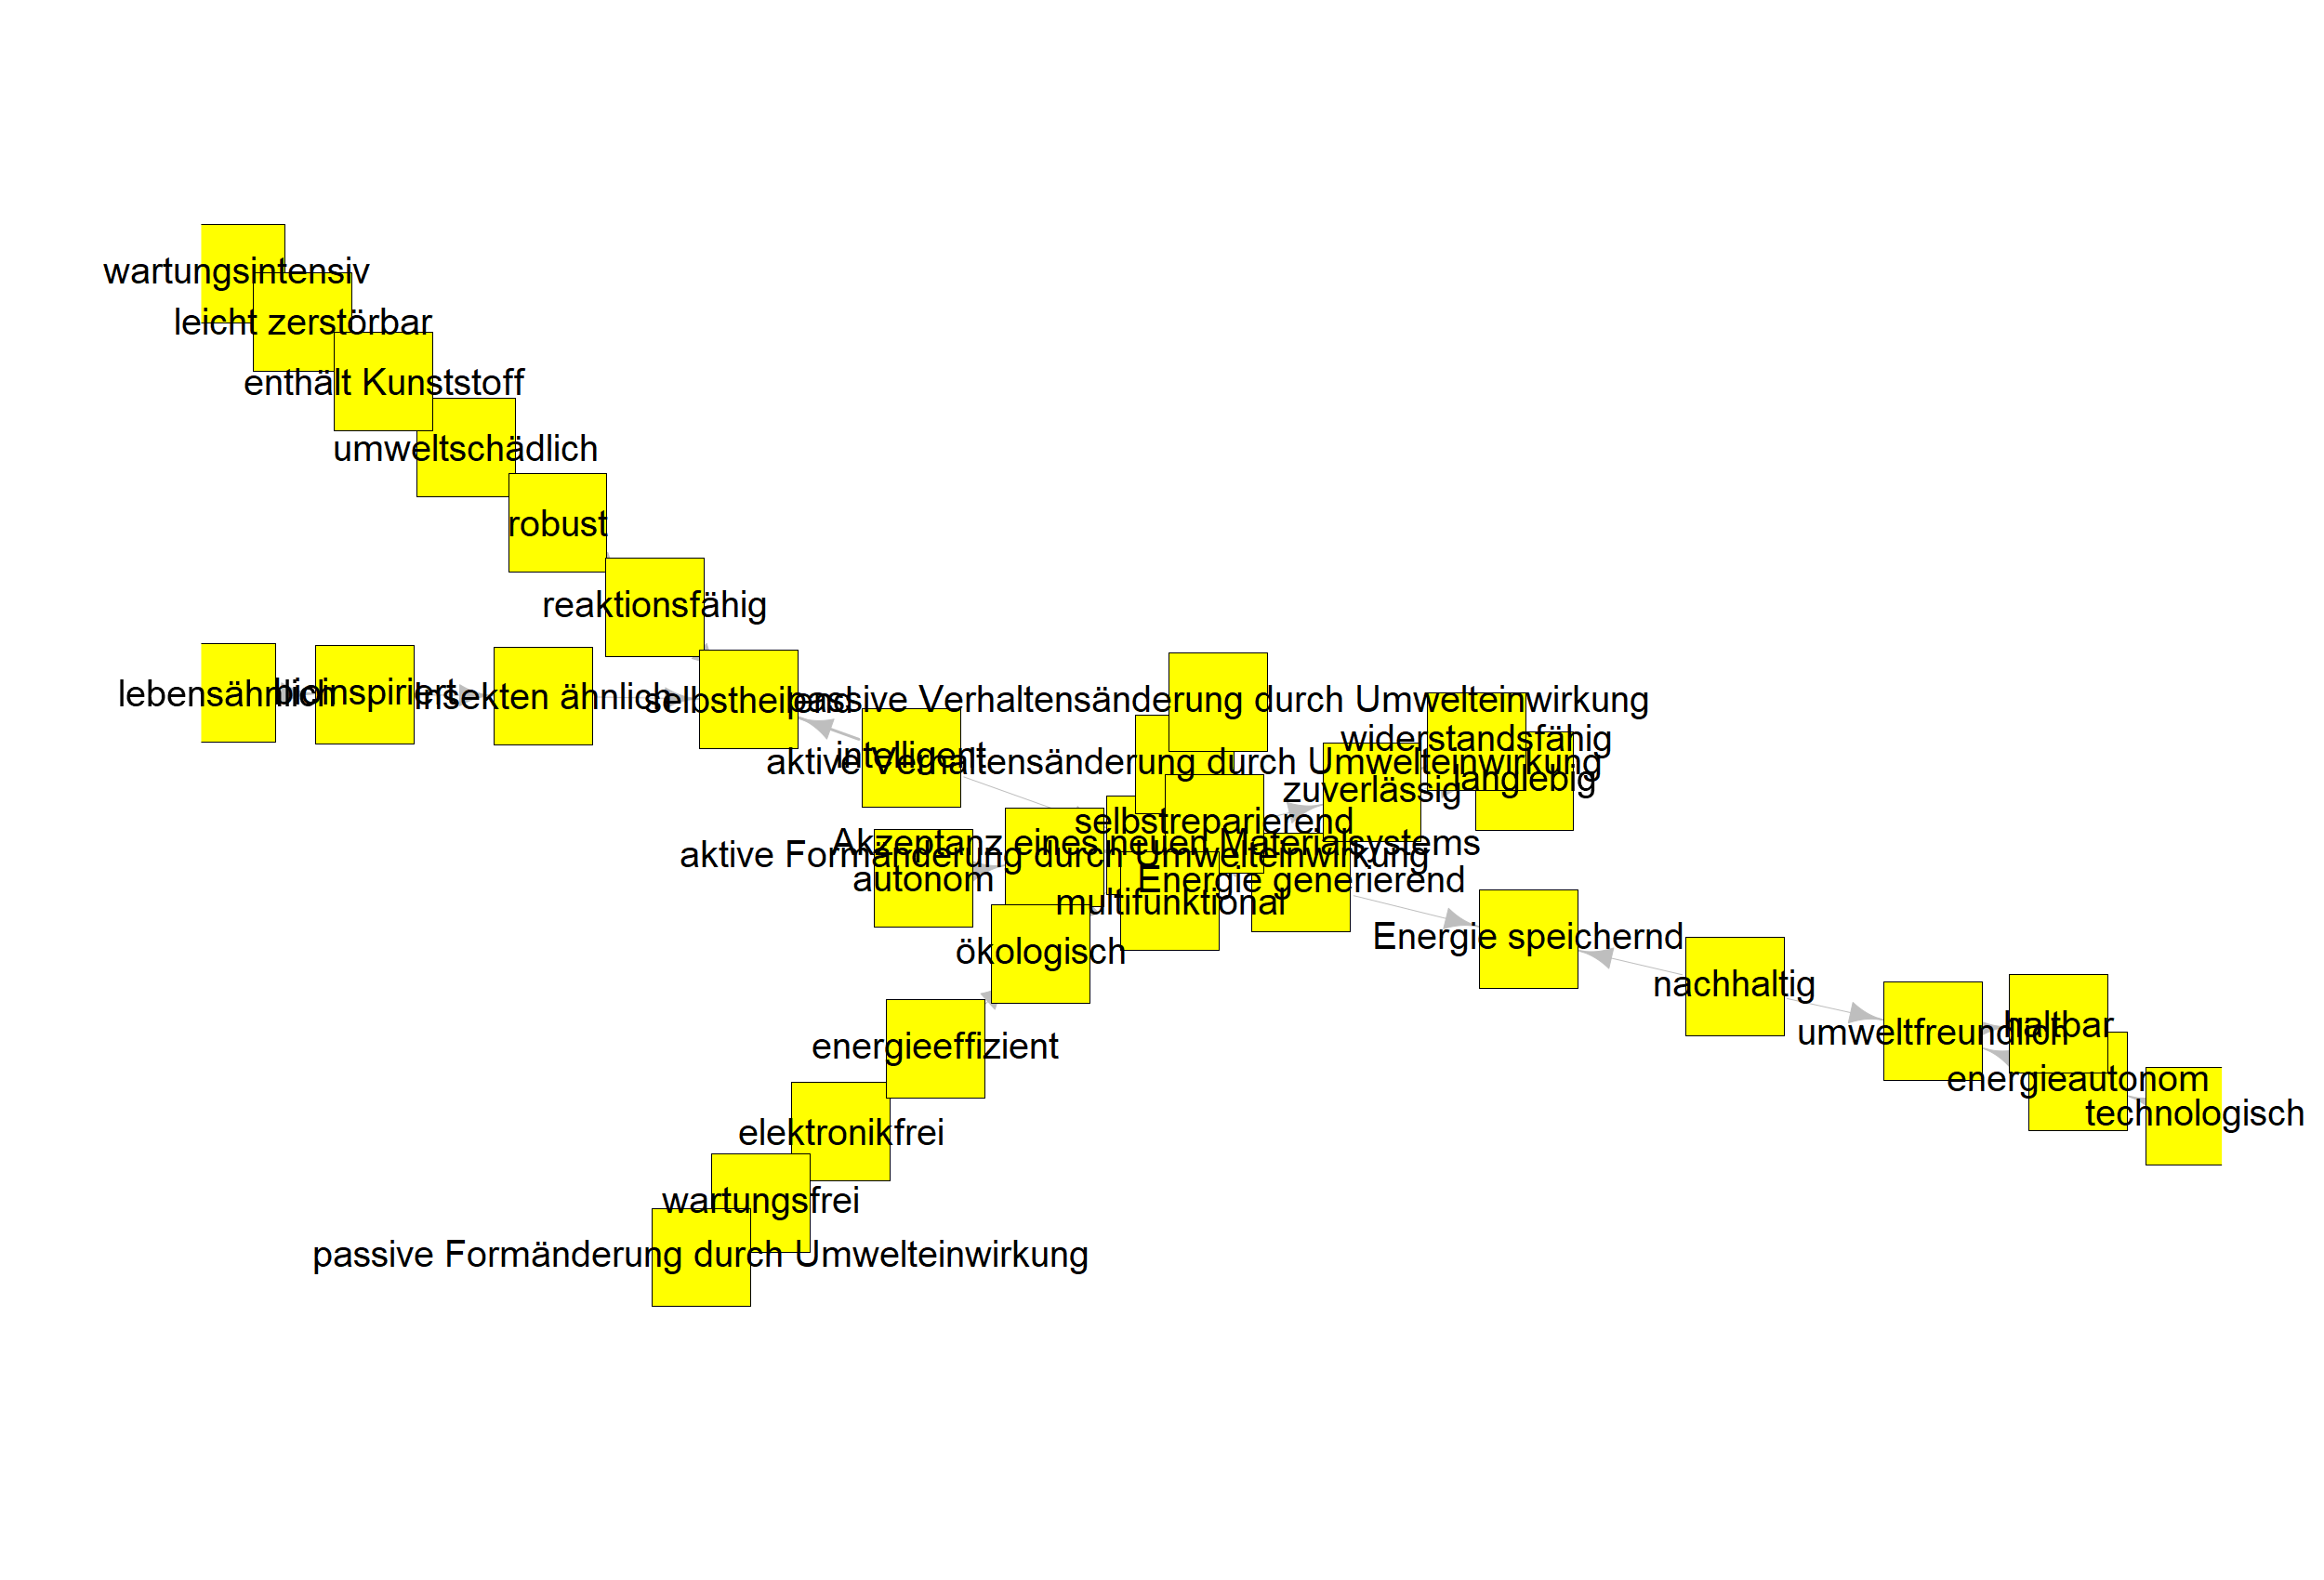 wartungsintensiv
leicht zerstörbar
enthält Kunststoff
umweltschädlich
robust
reaktionsfähig
lebensähnlich
bioinspiriert
Insekten ähnlich
selbstheilend
passive Verhaltensänderung durch Umwelteinwirkung
widerstandsfähig
intelligent
aktive Verhaltensänderung durch Umwelteinwirkung
langlebig
zuverlässig
selbstreparierend
Akzeptanz eines neuen Materialsystems
aktive Formänderung durch Umwelteinwirkung
autonom
Energie generierend
multifunktional
Energie speichernd
ökologisch
nachhaltig
haltbar
umweltfreundlich
energieeffizient
energieautonom
technologisch
elektronikfrei
wartungsfrei
passive Formänderung durch Umwelteinwirkung